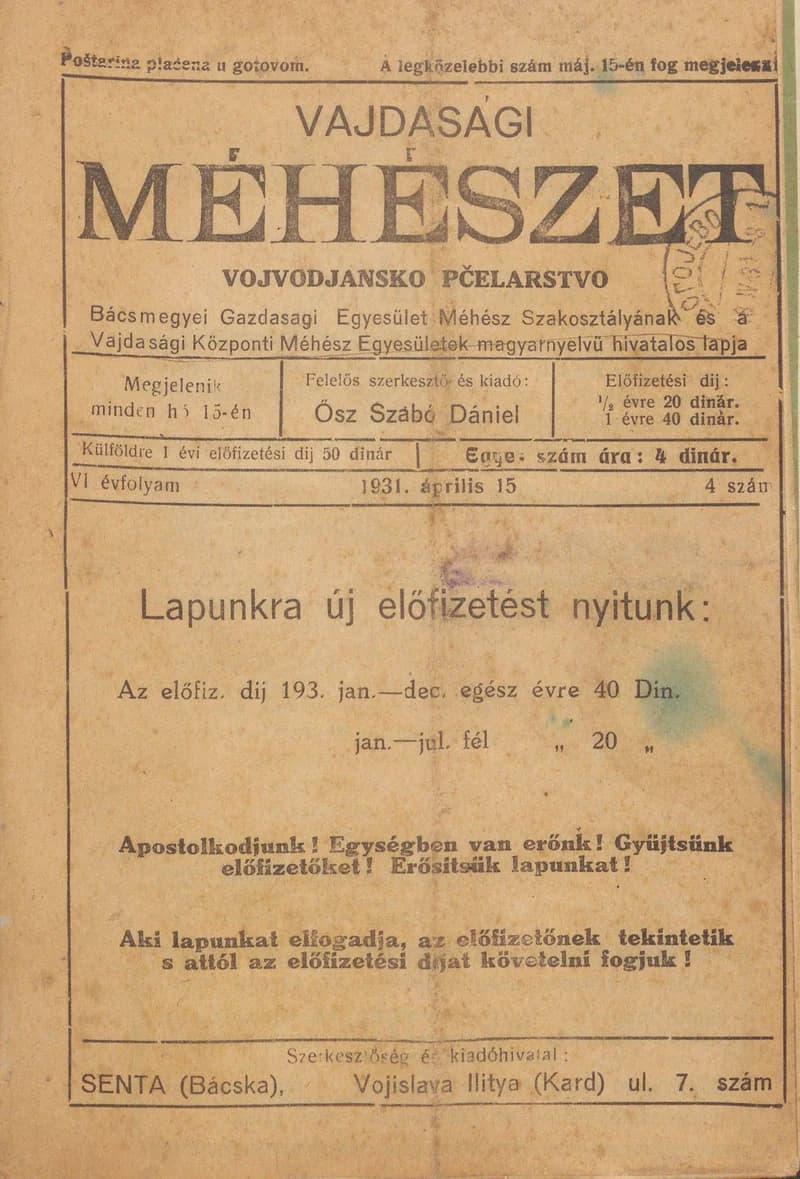 Poštarina plaćena u gotovom. A legközelebbi szám máj. 15-én fog megjelenni
VAJDASÁGI
MÉHÉSZET
VOJVODJANSKO PČELARSTVO
Bácsmegyei Gazdasagi Egyesület Méhész Szakosztályának és a
Vajdasági Központi Méhész Egyesületek magyarnyelvü hivatalos lapja
Megjelenik
minden hó 15-én
Felelős szerkesztő és kiadó:
Ősz Szabó Dániel
Előfizetési dij:
½ évre 20 dinár.
1 évre 40 dinár.
Külföldre 1 évi előfizetési dij 50 dinár
Egyes szám ára: 4 dinár.
VI évfolyam 1931. április 15 4 szám
Lapunkra új előfizetést nyitunk:
Az előfiz. dij 193. jan.—dec. egész évre 40 Din.
jan.—jul. fél „ 20 „
Apostolkodjunk! Egységben van erőnk! Gyüjtsünk
előfizetőket! Erősitsük lapunkat!
Aki lapunkat elfogadja, az előfizetőnek tekintetik
s attól az előfizetési dijat követelni fogjuk!
Szerkesztőség és kiadóhivatal:
SENTA (Bácska), Vojislava Ilitya (Kard) ul. 7. szám